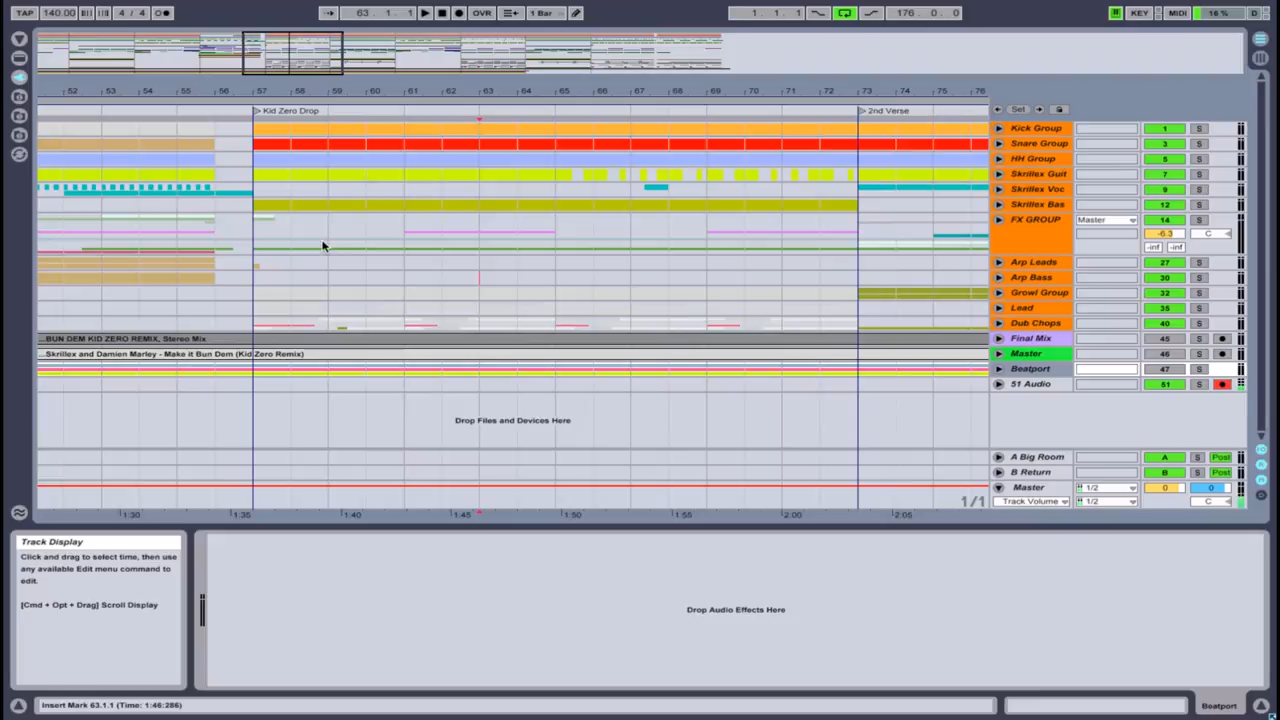 TAP 140.00 4 / 4 63. 1. 1 OVR 1 Bar 1. 1. 1 176. 0. 0 KEY MIDI 16 % D
52 53 54 55 56 57 58 59 60 61 62 63 64 65 66 67 68 69 70 71 72 73 74 75 76
Kid Zero Drop 2nd Verse Set
Kick Group 1 S
Snare Group 3 S
HH Group 5 S
Skrillex Guit 7 S
Skrillex Voc 9 S
Skrillex Bas 12 S
FX GROUP Master 14 S
-6.3 C
-inf -inf
Arp Leads 27 S
Arp Bass 30 S
Growl Group 32 S
Lead 35 S
Dub Chops 40 S
...BUN DEM KID ZERO REMIX, Stereo Mix Final Mix 45 S
...Skrillex and Damien Marley - Make it Bun Dem (Kid Zero Remix) Master 46 S
Beatport 47 S
51 Audio 51 S
Drop Files and Devices Here
A Big Room A S Post
B Return B S Post
Master 1/2 0 0
1/1 Track Volume 1/2 C
1:30 1:35 1:40 1:45 1:50 1:55 2:00 2:05
Track Display
Click and drag to select time, then use
any available Edit menu command to
edit.
[Cmd + Opt + Drag] Scroll Display
Drop Audio Effects Here
Insert Mark 63.1.1 (Time: 1:46:286) Beatport